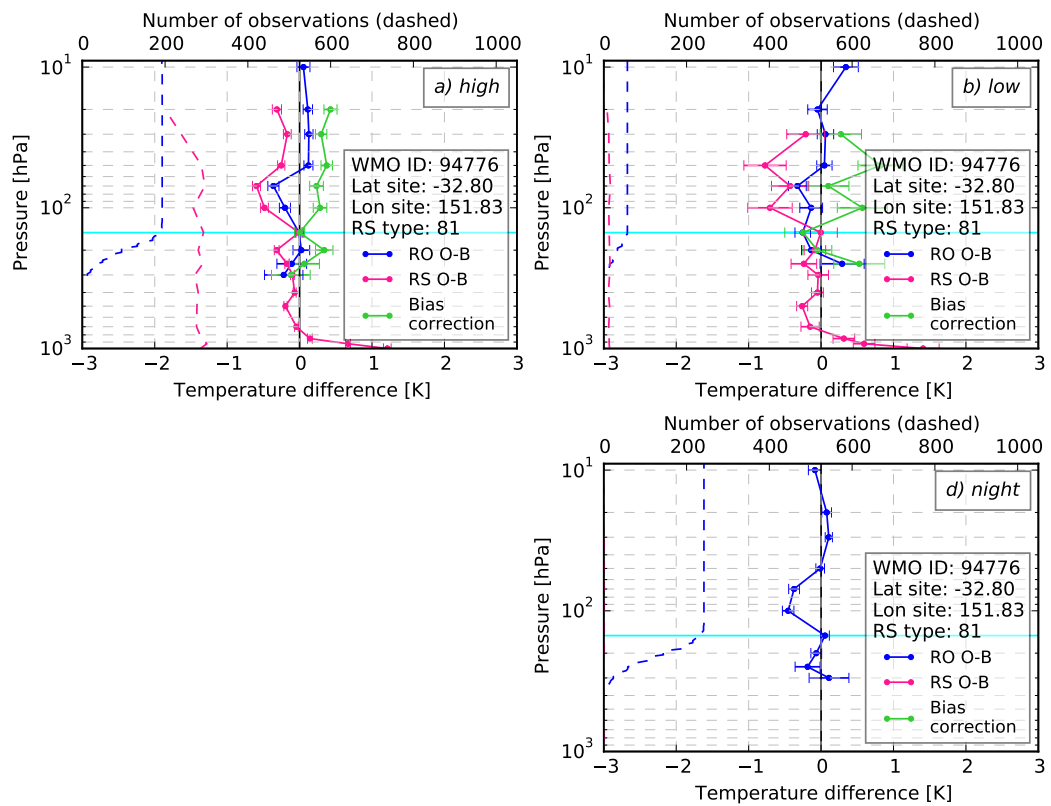 Number of observations (dashed)
0 200 400 600 800 1000
a) high
Pressure [hPa]
10¹
10²
10³
WMO ID: 94776
Lat site: -32.80
Lon site: 151.83
RS type: 81
RO O-B
RS O-B
Bias
correction
−3 −2 −1 0 1 2 3
Temperature difference [K]
Number of observations (dashed)
0 200 400 600 800 1000
b) low
Pressure [hPa]
10¹
10²
10³
WMO ID: 94776
Lat site: -32.80
Lon site: 151.83
RS type: 81
RO O-B
RS O-B
Bias
correction
−3 −2 −1 0 1 2 3
Temperature difference [K]
Number of observations (dashed)
0 200 400 600 800 1000
d) night
Pressure [hPa]
10¹
10²
10³
WMO ID: 94776
Lat site: -32.80
Lon site: 151.83
RS type: 81
RO O-B
RS O-B
Bias
correction
−3 −2 −1 0 1 2 3
Temperature difference [K]